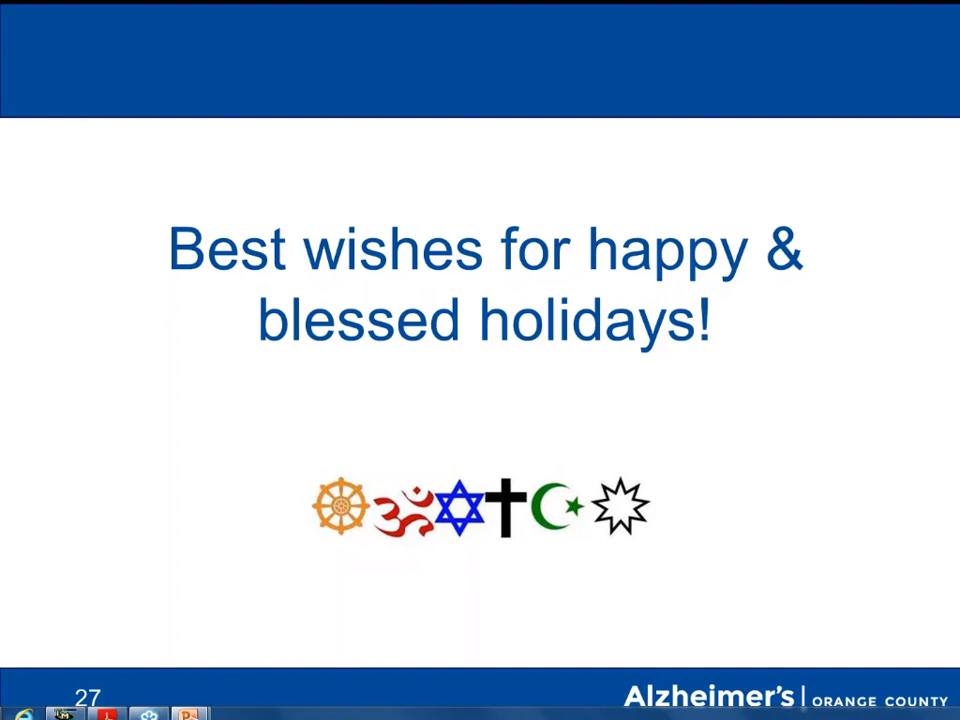 Best wishes for happy &
blessed holidays!
27
Alzheimer's | ORANGE COUNTY